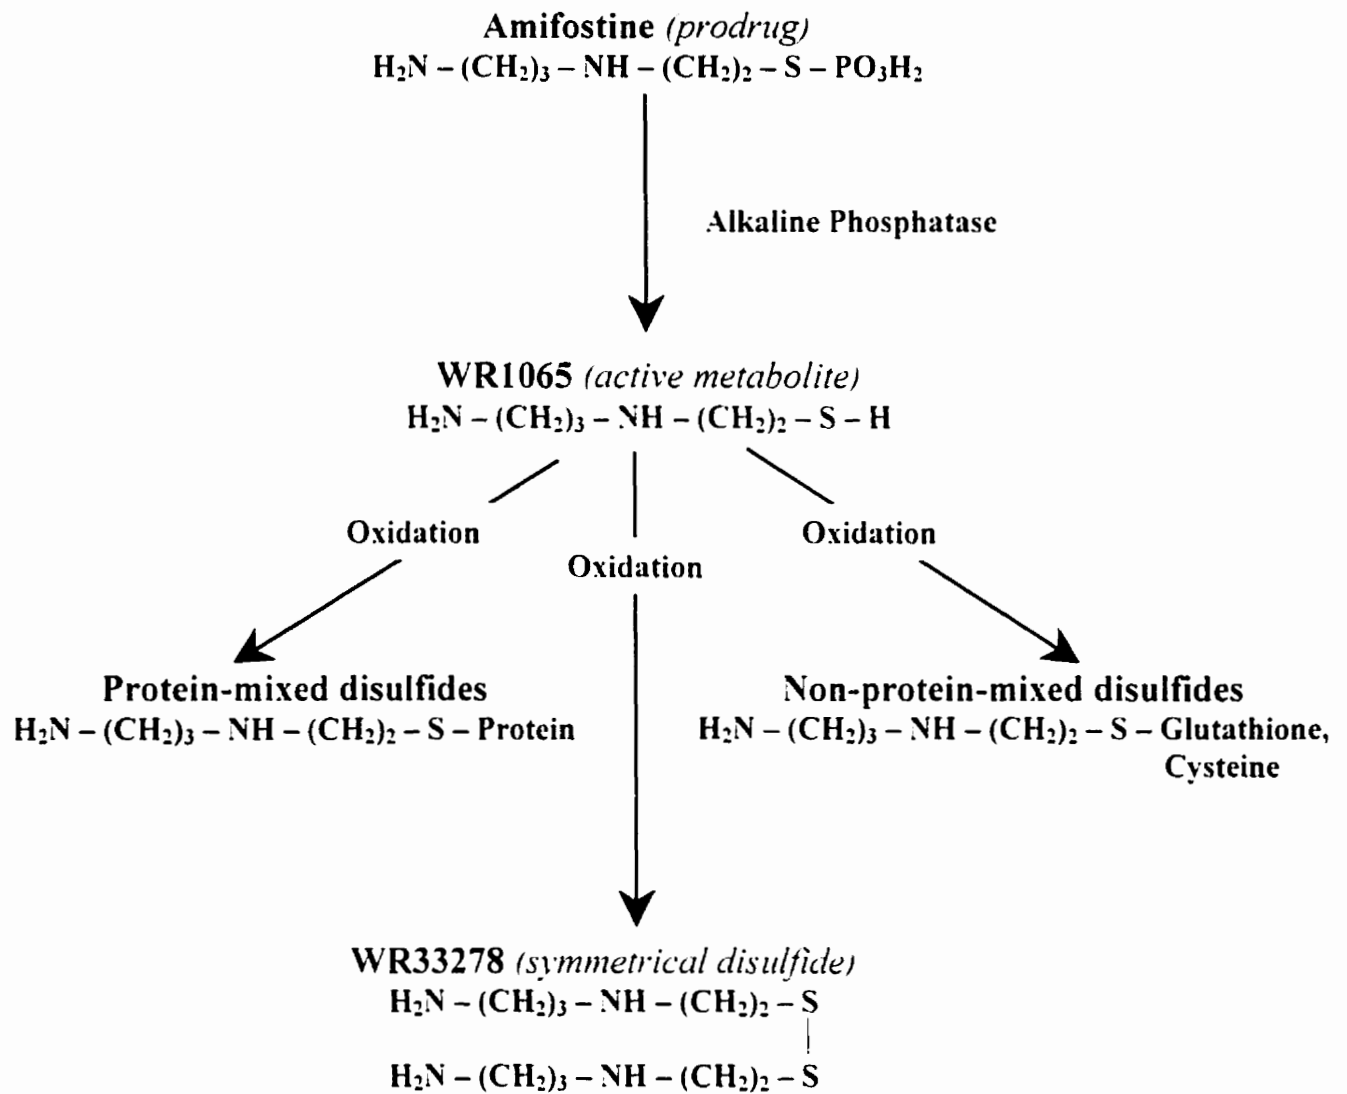 Amifostine (prodrug)
H₂N – (CH₂)₃ – NH – (CH₂)₂ – S – PO₃H₂
Alkaline Phosphatase
WR1065 (active metabolite)
H₂N – (CH₂)₃ – NH – (CH₂)₂ – S – H
Oxidation
Oxidation
Oxidation
Protein-mixed disulfides
H₂N – (CH₂)₃ – NH – (CH₂)₂ – S – Protein
Non-protein-mixed disulfides
H₂N – (CH₂)₃ – NH – (CH₂)₂ – S – Glutathione,
Cysteine
WR33278 (symmetrical disulfide)
H₂N – (CH₂)₃ – NH – (CH₂)₂ – S
H₂N – (CH₂)₃ – NH – (CH₂)₂ – S